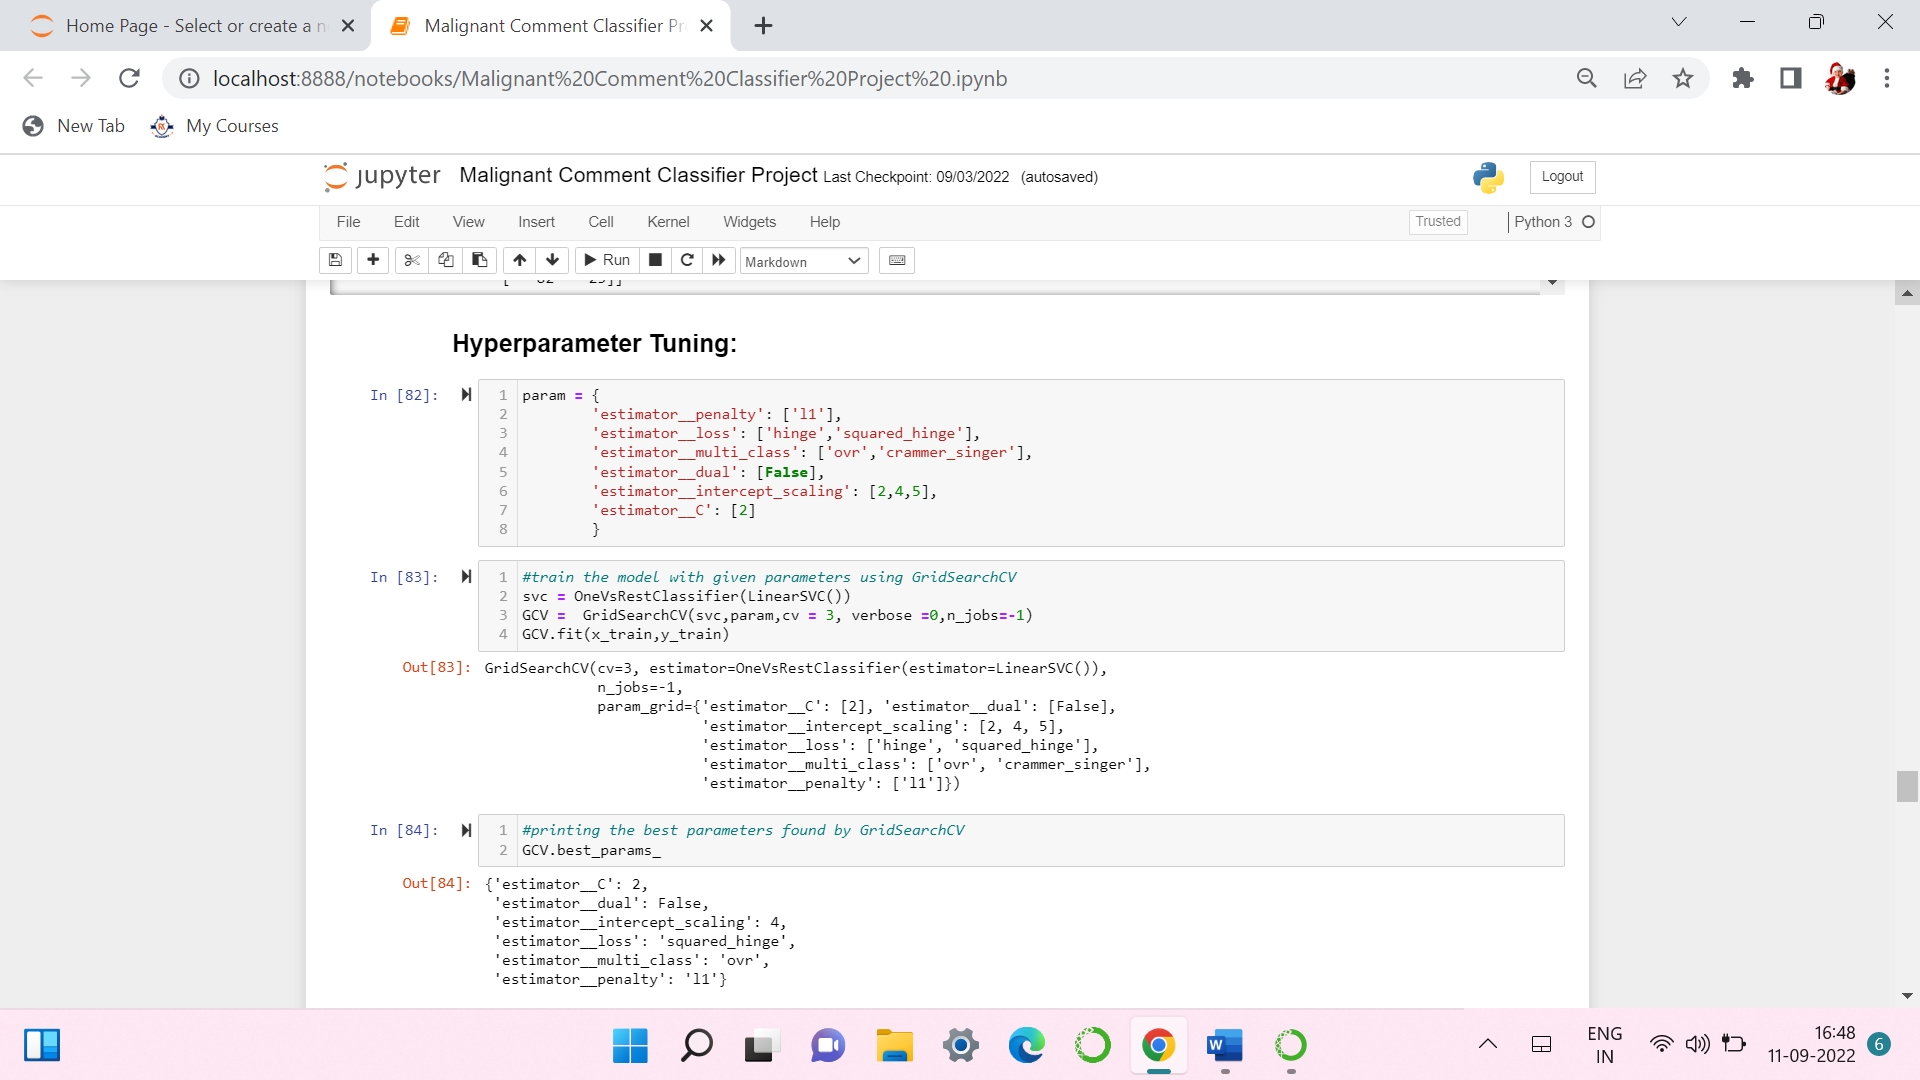 Home Page - Select or create a n
Malignant Comment Classifier Pr
localhost:8888/notebooks/Malignant%20Comment%20Classifier%20Project%20.ipynb
New Tab
My Courses
jupyter Malignant Comment Classifier Project Last Checkpoint: 09/03/2022 (autosaved)
Logout
File Edit View Insert Cell Kernel Widgets Help
Trusted
Python 3
Run
Markdown
Hyperparameter Tuning:
In [82]:
1 param = {
2 'estimator__penalty': ['l1'],
3 'estimator__loss': ['hinge','squared_hinge'],
4 'estimator__multi_class': ['ovr','crammer_singer'],
5 'estimator__dual': [False],
6 'estimator__intercept_scaling': [2,4,5],
7 'estimator__C': [2]
8 }
In [83]:
1 #train the model with given parameters using GridSearchCV
2 svc = OneVsRestClassifier(LinearSVC())
3 GCV = GridSearchCV(svc,param,cv = 3, verbose =0,n_jobs=-1)
4 GCV.fit(x_train,y_train)
Out[83]: GridSearchCV(cv=3, estimator=OneVsRestClassifier(estimator=LinearSVC()),
n_jobs=-1,
param_grid={'estimator__C': [2], 'estimator__dual': [False],
'estimator__intercept_scaling': [2, 4, 5],
'estimator__loss': ['hinge', 'squared_hinge'],
'estimator__multi_class': ['ovr', 'crammer_singer'],
'estimator__penalty': ['l1']})
In [84]:
1 #printing the best parameters found by GridSearchCV
2 GCV.best_params_
Out[84]: {'estimator__C': 2,
'estimator__dual': False,
'estimator__intercept_scaling': 4,
'estimator__loss': 'squared_hinge',
'estimator__multi_class': 'ovr',
'estimator__penalty': 'l1'}
ENG
IN
16:48
11-09-2022
6